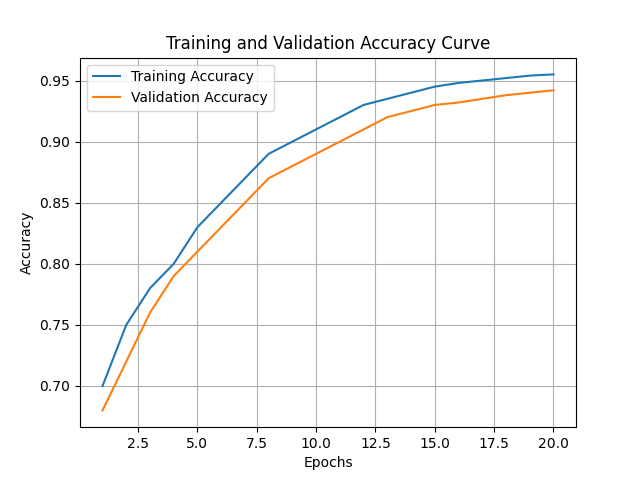 Training and Validation Accuracy Curve
Training Accuracy
Validation Accuracy
0.95
0.90
0.85
0.80
0.75
0.70
Accuracy
2.5 5.0 7.5 10.0 12.5 15.0 17.5 20.0
Epochs